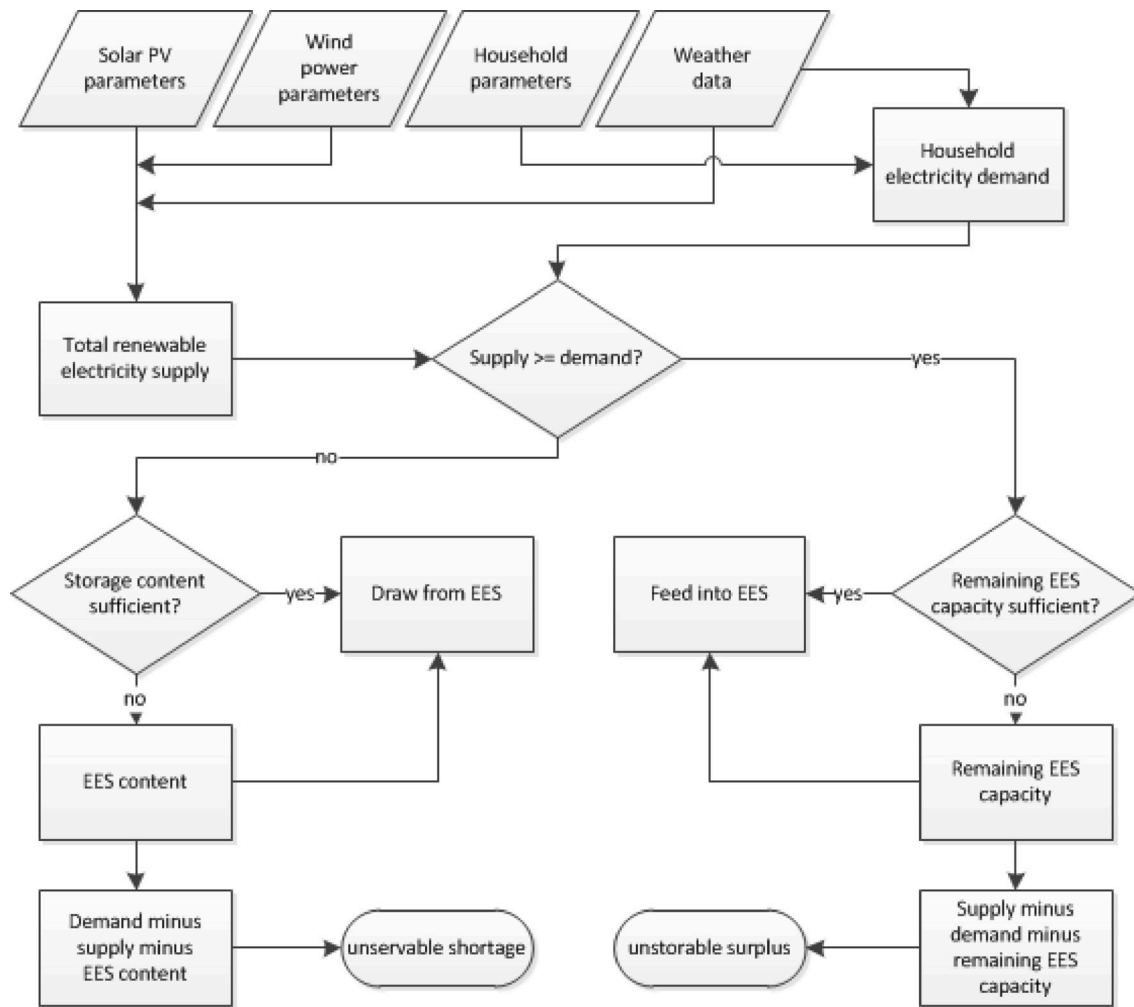 Solar PV
parameters
Wind
power
parameters
Household
parameters
Weather
data
Household
electricity demand
Total renewable
electricity supply
Supply >= demand?
yes
no
Storage content
sufficient?
yes
Draw from EES
Feed into EES
yes
Remaining EES
capacity sufficient?
no
no
EES content
Remaining EES
capacity
Demand minus
supply minus
EES content
unservable shortage
unstorable surplus
Supply minus
demand minus
remaining EES
capacity